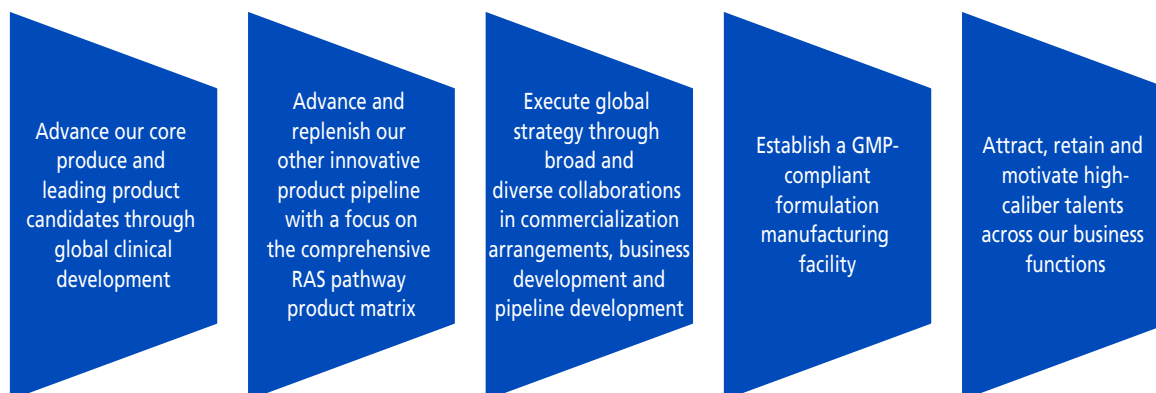 Advance our core
produce and
leading product
candidates through
global clinical
development
Advance and
replenish our
other innovative
product pipeline
with a focus on
the comprehensive
RAS pathway
product matrix
Execute global
strategy through
broad and
diverse collaborations
in commercialization
arrangements, business
development and
pipeline development
Establish a GMP-
compliant
formulation
manufacturing
facility
Attract, retain and
motivate high-
caliber talents
across our business
functions